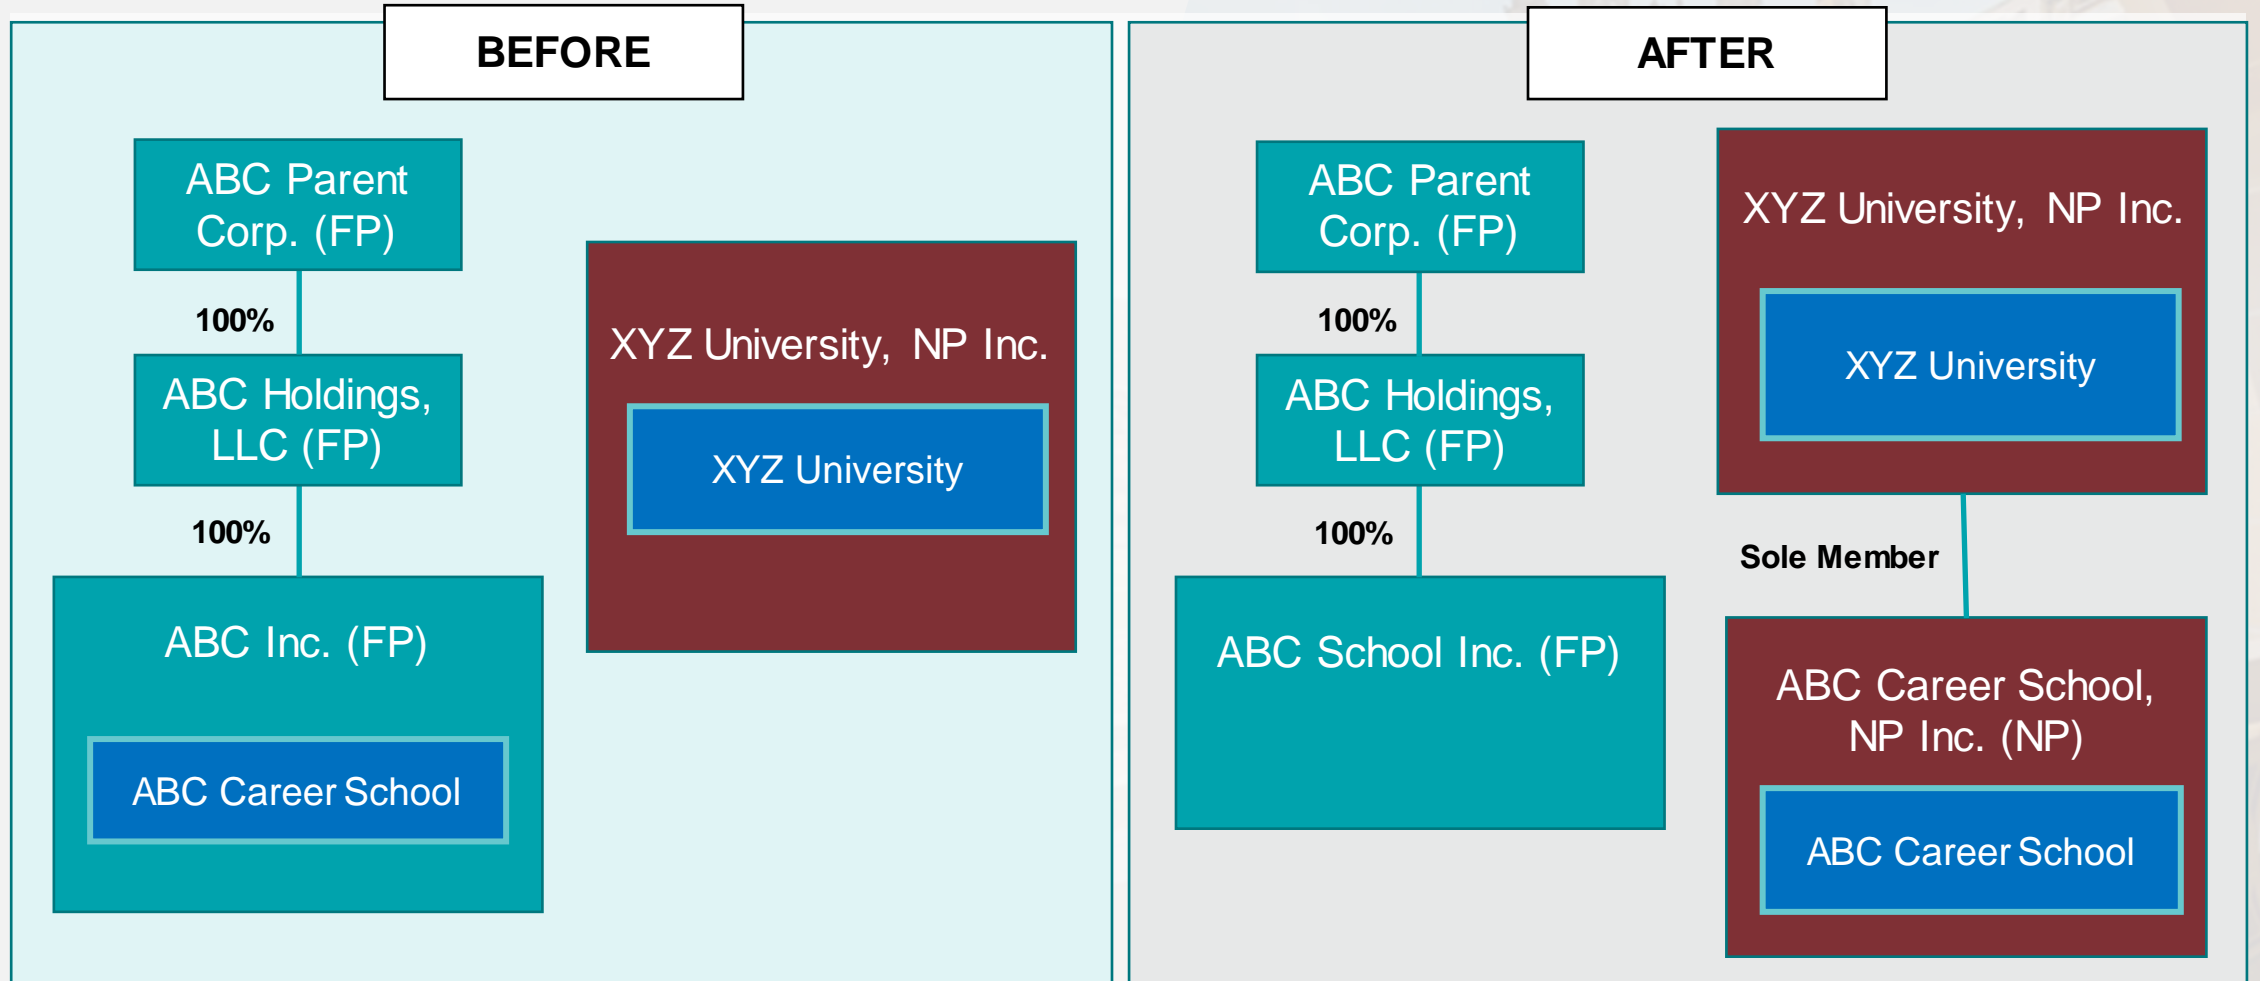 BEFORE
ABC Parent
Corp. (FP)
100%
ABC Holdings,
LLC (FP)
100%
ABC Inc. (FP)
ABC Career School
XYZ University, NP Inc.
XYZ University
AFTER
ABC Parent
Corp. (FP)
100%
ABC Holdings,
LLC (FP)
100%
ABC School Inc. (FP)
XYZ University, NP Inc.
XYZ University
Sole Member
ABC Career School,
NP Inc. (NP)
ABC Career School